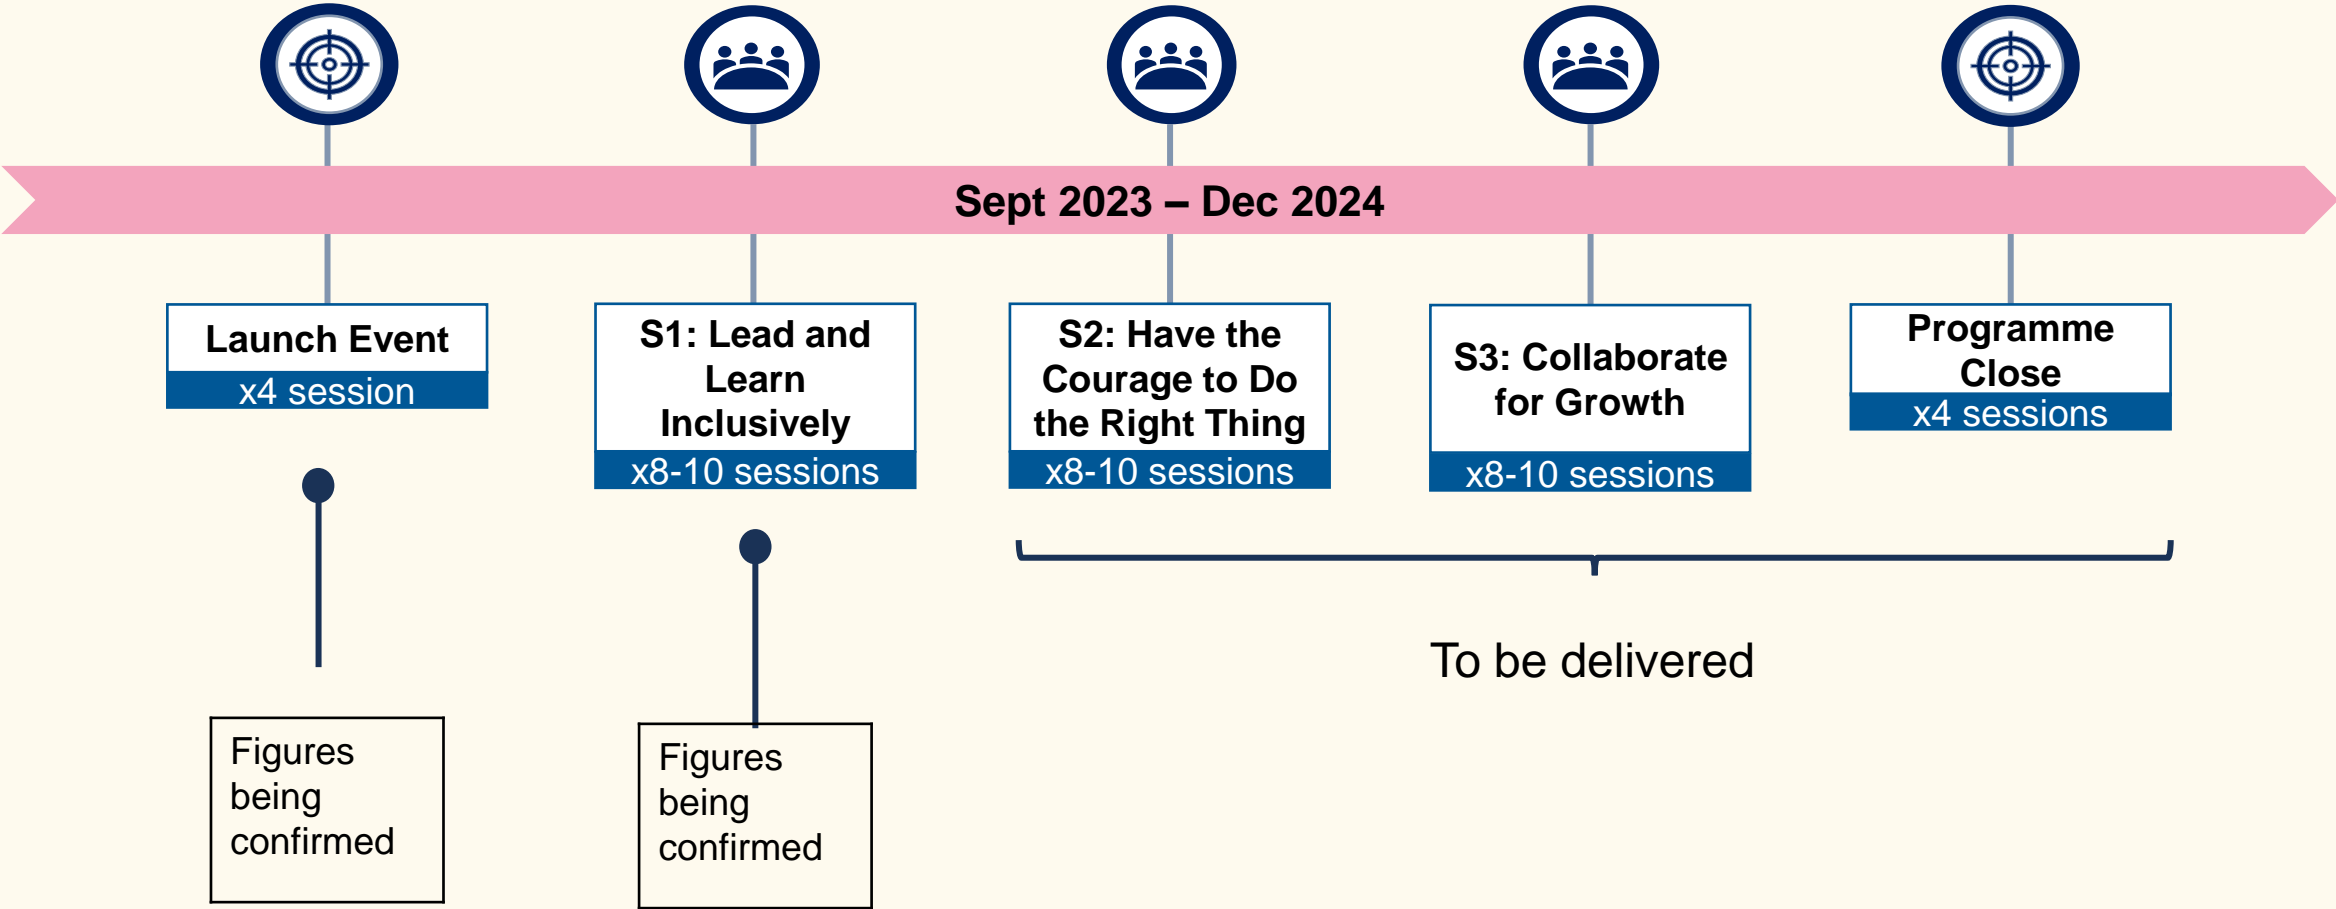 Sept 2023 – Dec 2024
Launch Event
x4 session
S1: Lead and
Learn
Inclusively
x8-10 sessions
S2: Have the
Courage to Do
the Right Thing
x8-10 sessions
S3: Collaborate
for Growth
x8-10 sessions
Programme
Close
x4 sessions
Figures
being
confirmed
Figures
being
confirmed
To be delivered